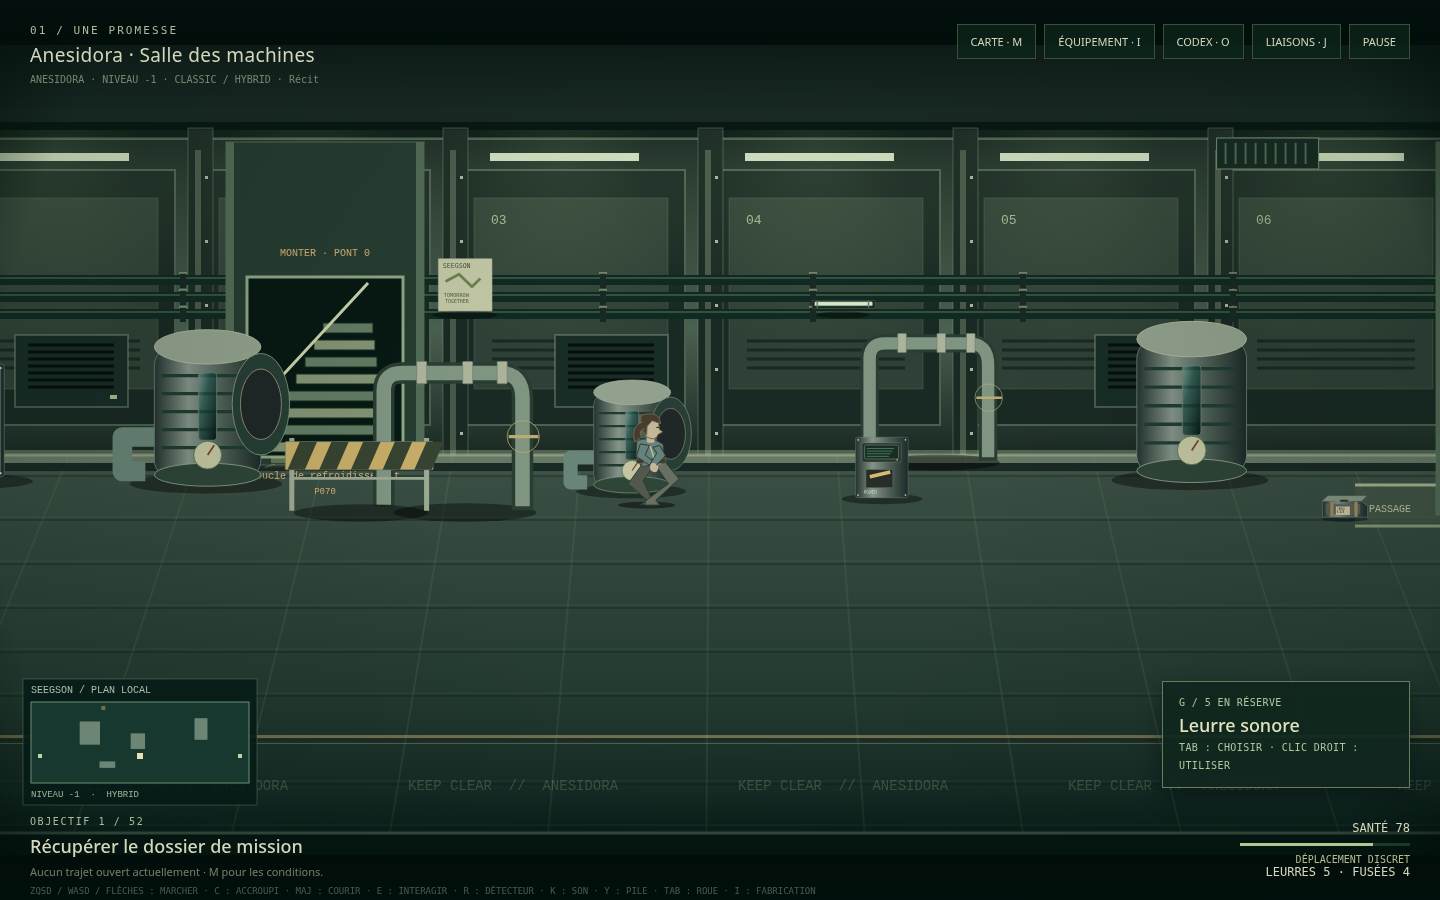 01 / UNE PROMESSE
Anesidora · Salle des machines
ANESIDORA · NIVEAU -1 · CLASSIC / HYBRID · Récit
CARTE · M
ÉQUIPEMENT · I
CODEX · O
LIAISONS · J
PAUSE
MONTER · PONT 0
SEEGSON
TOMORROW
TOGETHER
03
04
05
06
P070
PASSAGE
SEEGSON / PLAN LOCAL
NIVEAU -1 · HYBRID
G / 5 EN RÉSERVE
Leurre sonore
TAB : CHOISIR · CLIC DROIT :
UTILISER
KEEP CLEAR // ANESIDORA
KEEP CLEAR // ANESIDORA
KEEP CLEAR //
OBJECTIF 1 / 52
Récupérer le dossier de mission
Aucun trajet ouvert actuellement · M pour les conditions.
ZQSD / WASD / FLÈCHES : MARCHER · C : ACCROUPI · MAJ : COURIR · E : INTERAGIR · R : DÉTECTEUR · K : SON · Y : PILE · TAB : ROUE · I : FABRICATION
SANTÉ 78
DÉPLACEMENT DISCRET
LEURRES 5 · FUSÉES 4